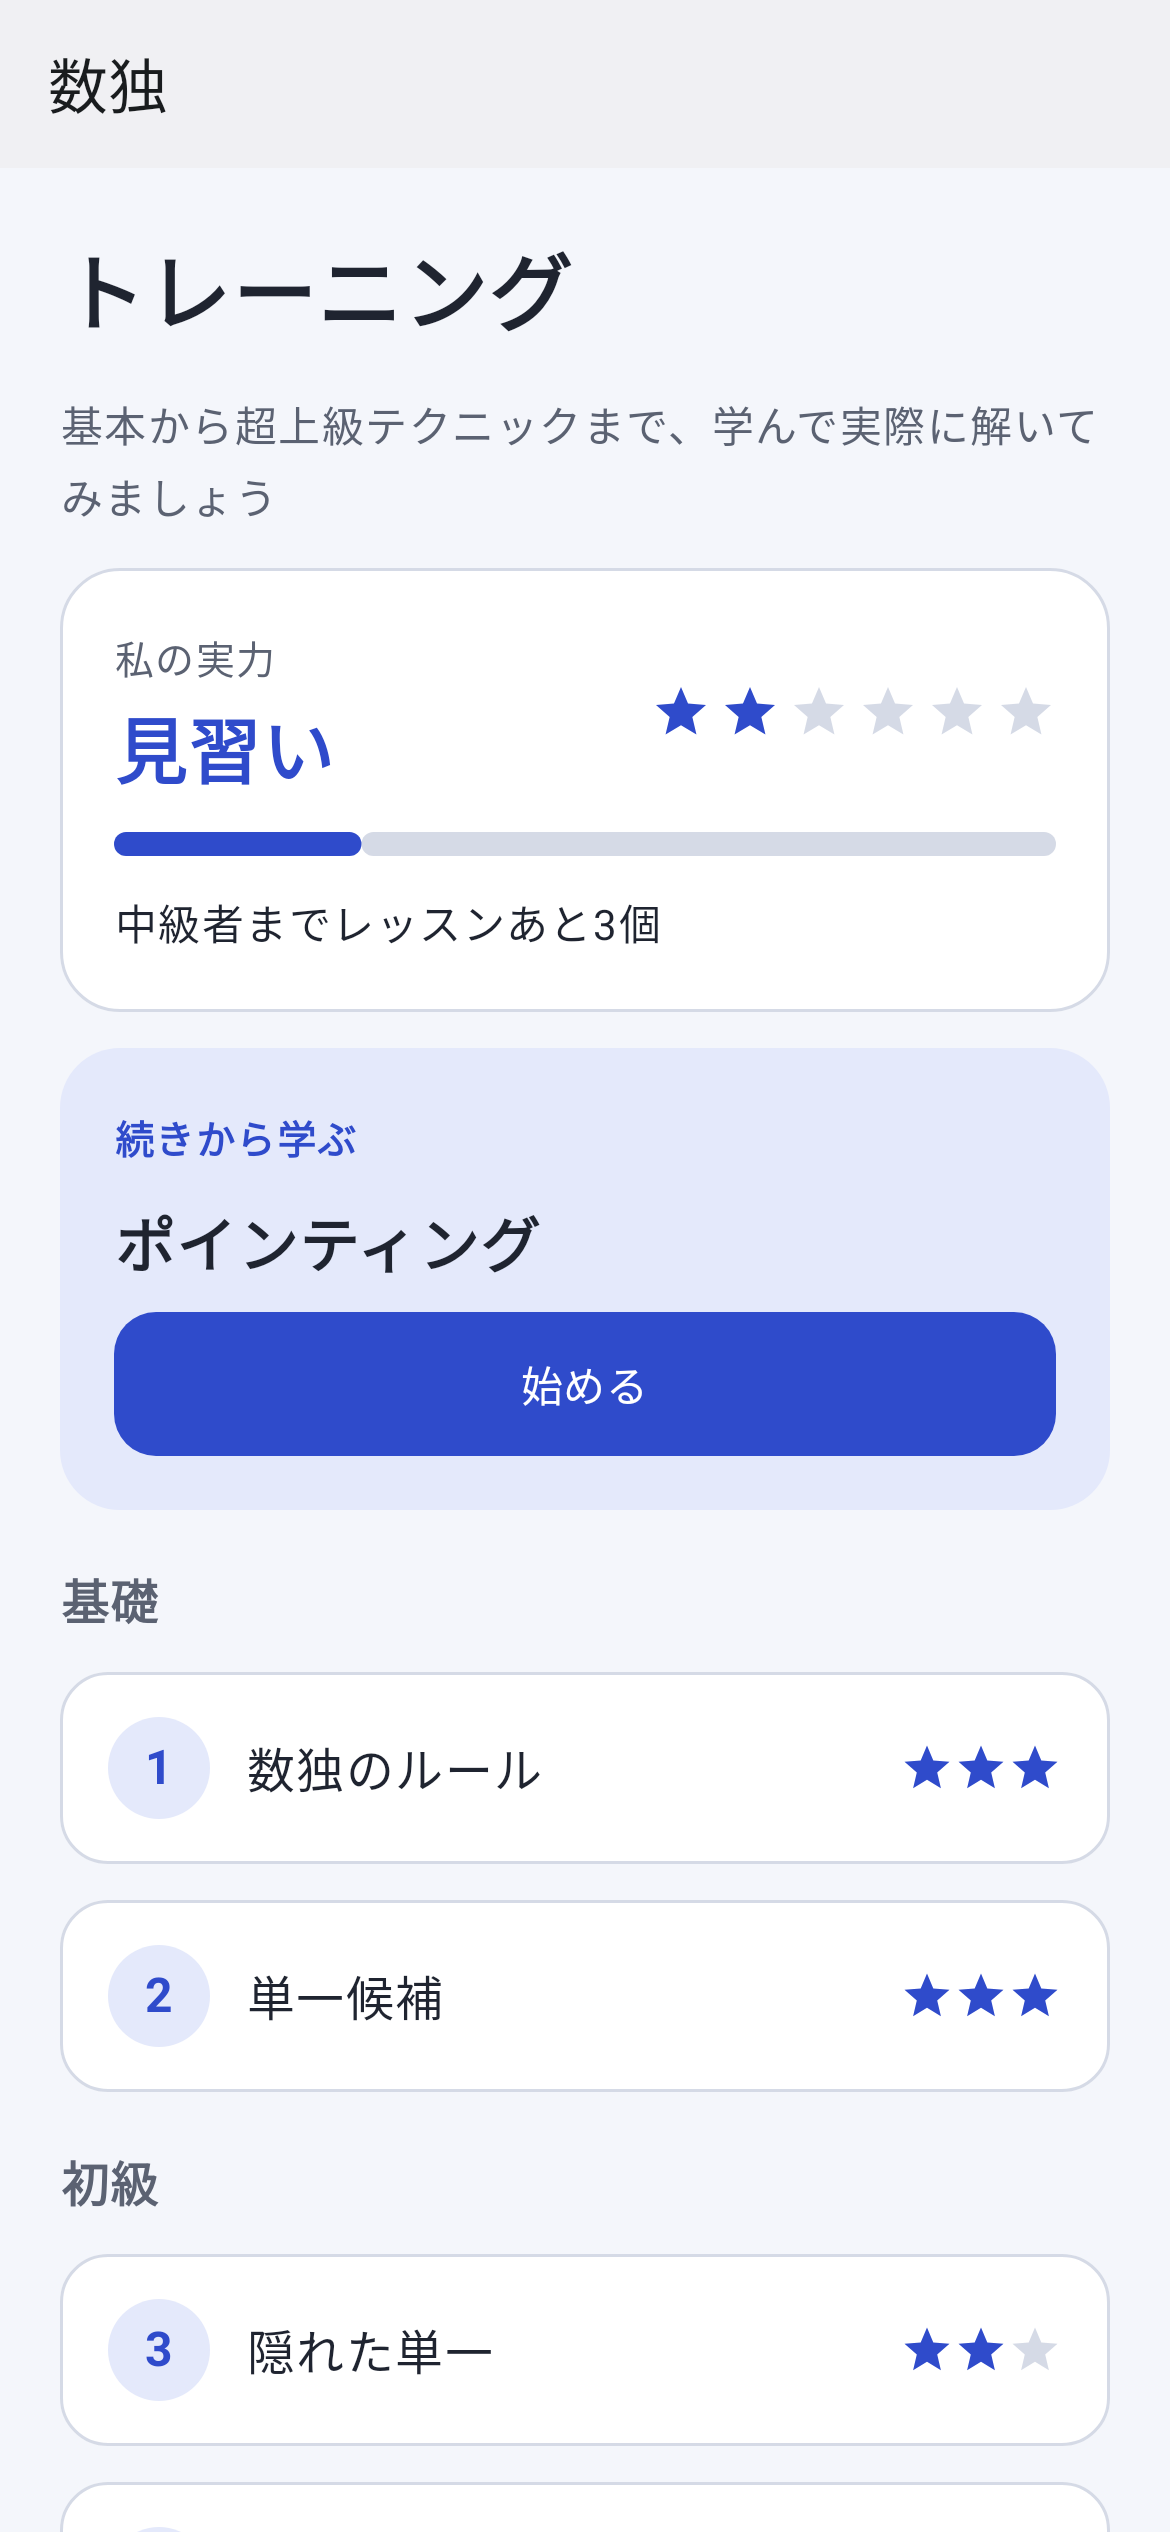 数独
トレーニング
基本から超上級テクニックまで、学んで実際に解いて
みましょう
私の実力
見習い
中級者までレッスンあと3個
続きから学ぶ
ポインティング
始める
基礎
1 数独のルール
2 単一候補
初級
3 隠れた単一